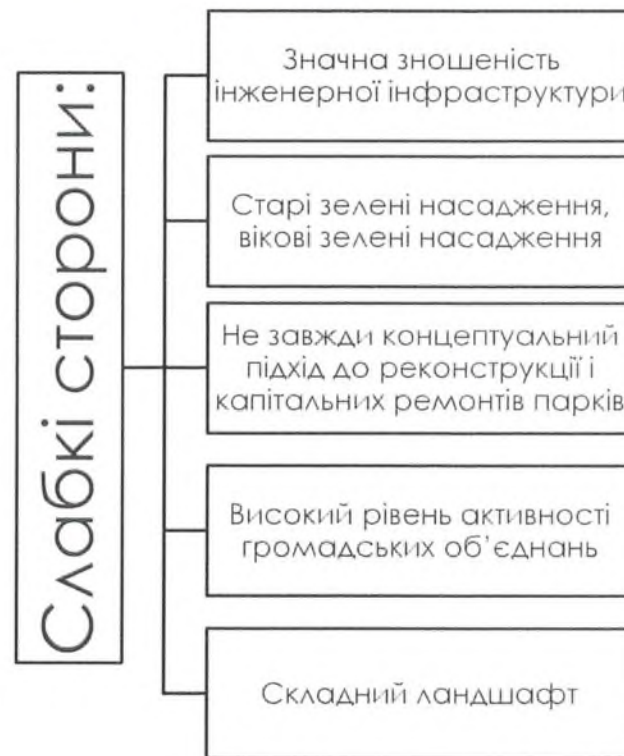 Слабкі сторони:
Значна зношеність
інженерної інфраструктури
Старі зелені насадження,
вікові зелені насадження
Не завжди концептуальний
підхід до реконструкції і
капітальних ремонтів парків
Високий рівень активності
громадських об’єднань
Складний ландшафт